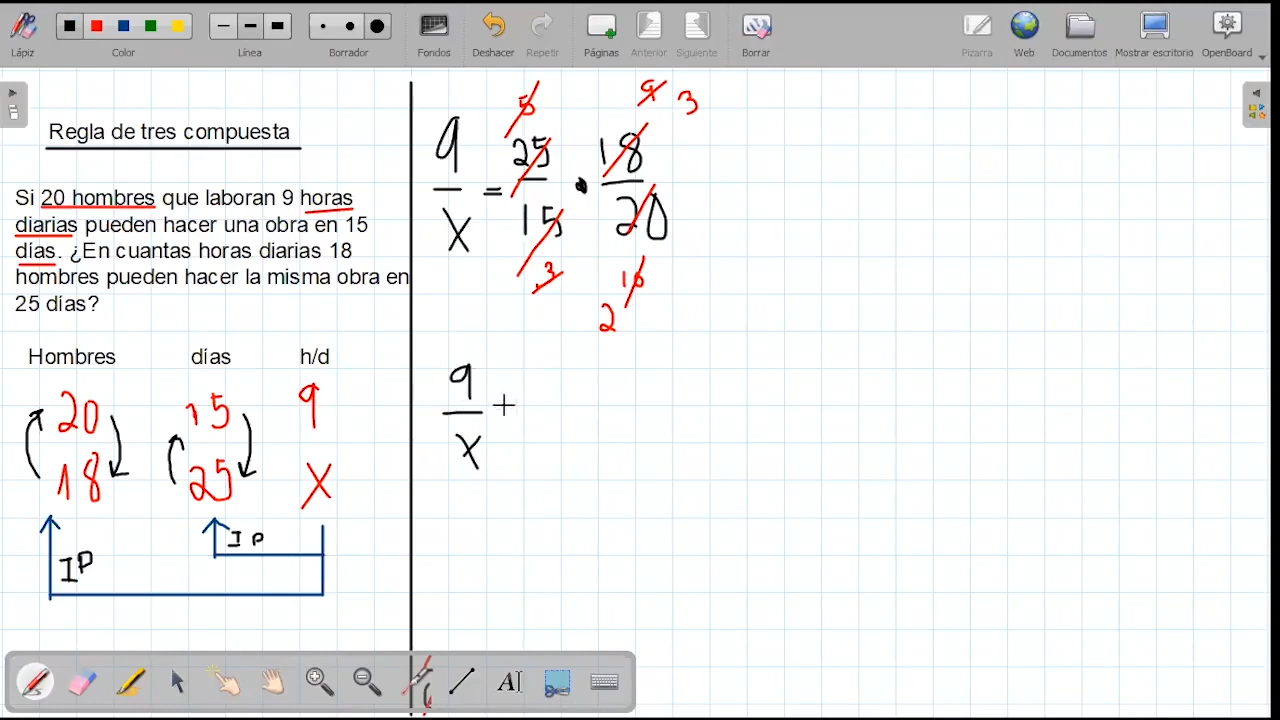 Lápiz Color Línea Borrador Fondos Deshacer Repetir Páginas Anterior Siguiente Borrar Pizarra Web Documentos Mostrar escritorio OpenBoard
Regla de tres compuesta
Si 20 hombres que laboran 9 horas
diarias pueden hacer una obra en 15
días. ¿En cuantas horas diarias 18
hombres pueden hacer la misma obra en
25 días?
Hombres días h/d
20 15 9
18 25 X
IP
IP
5 9 3
9 25 18
= ·
X 15 20
3 10
2
9
X